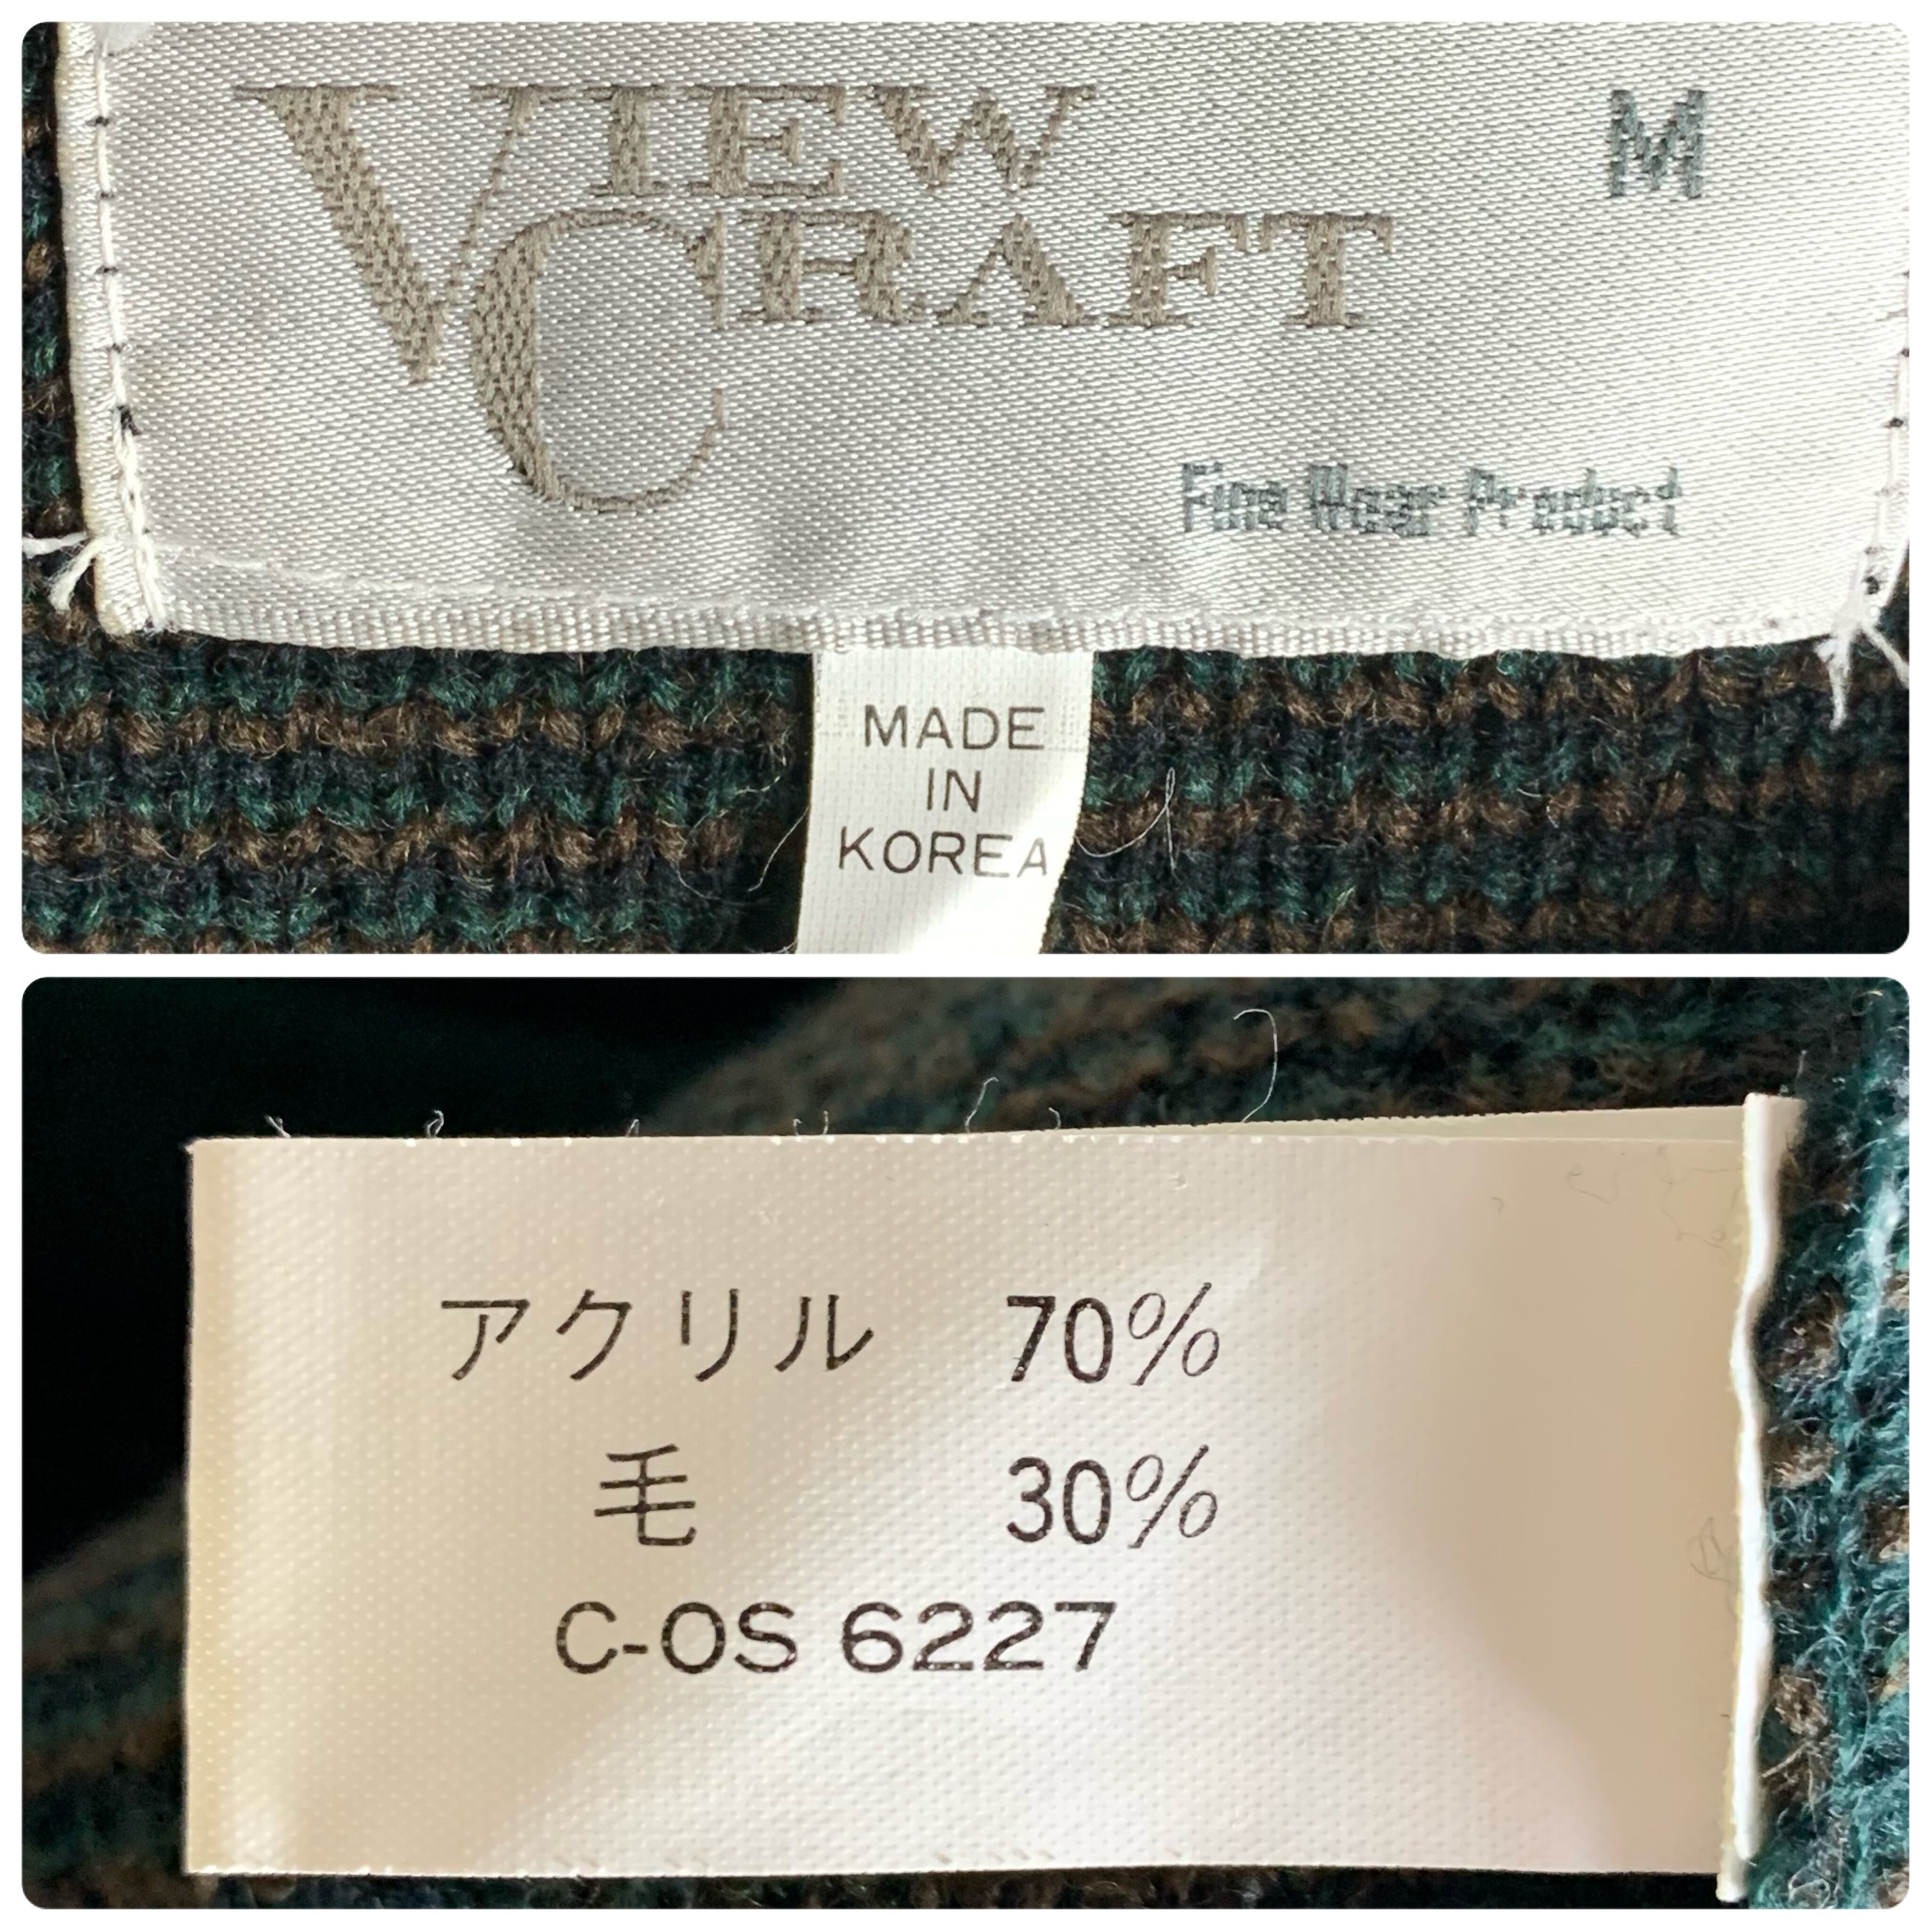 VIEW
CRAFT
M
Fine Wear Product
MADE
IN
KOREA
アクリル 70%
毛 30%
C-OS 6227